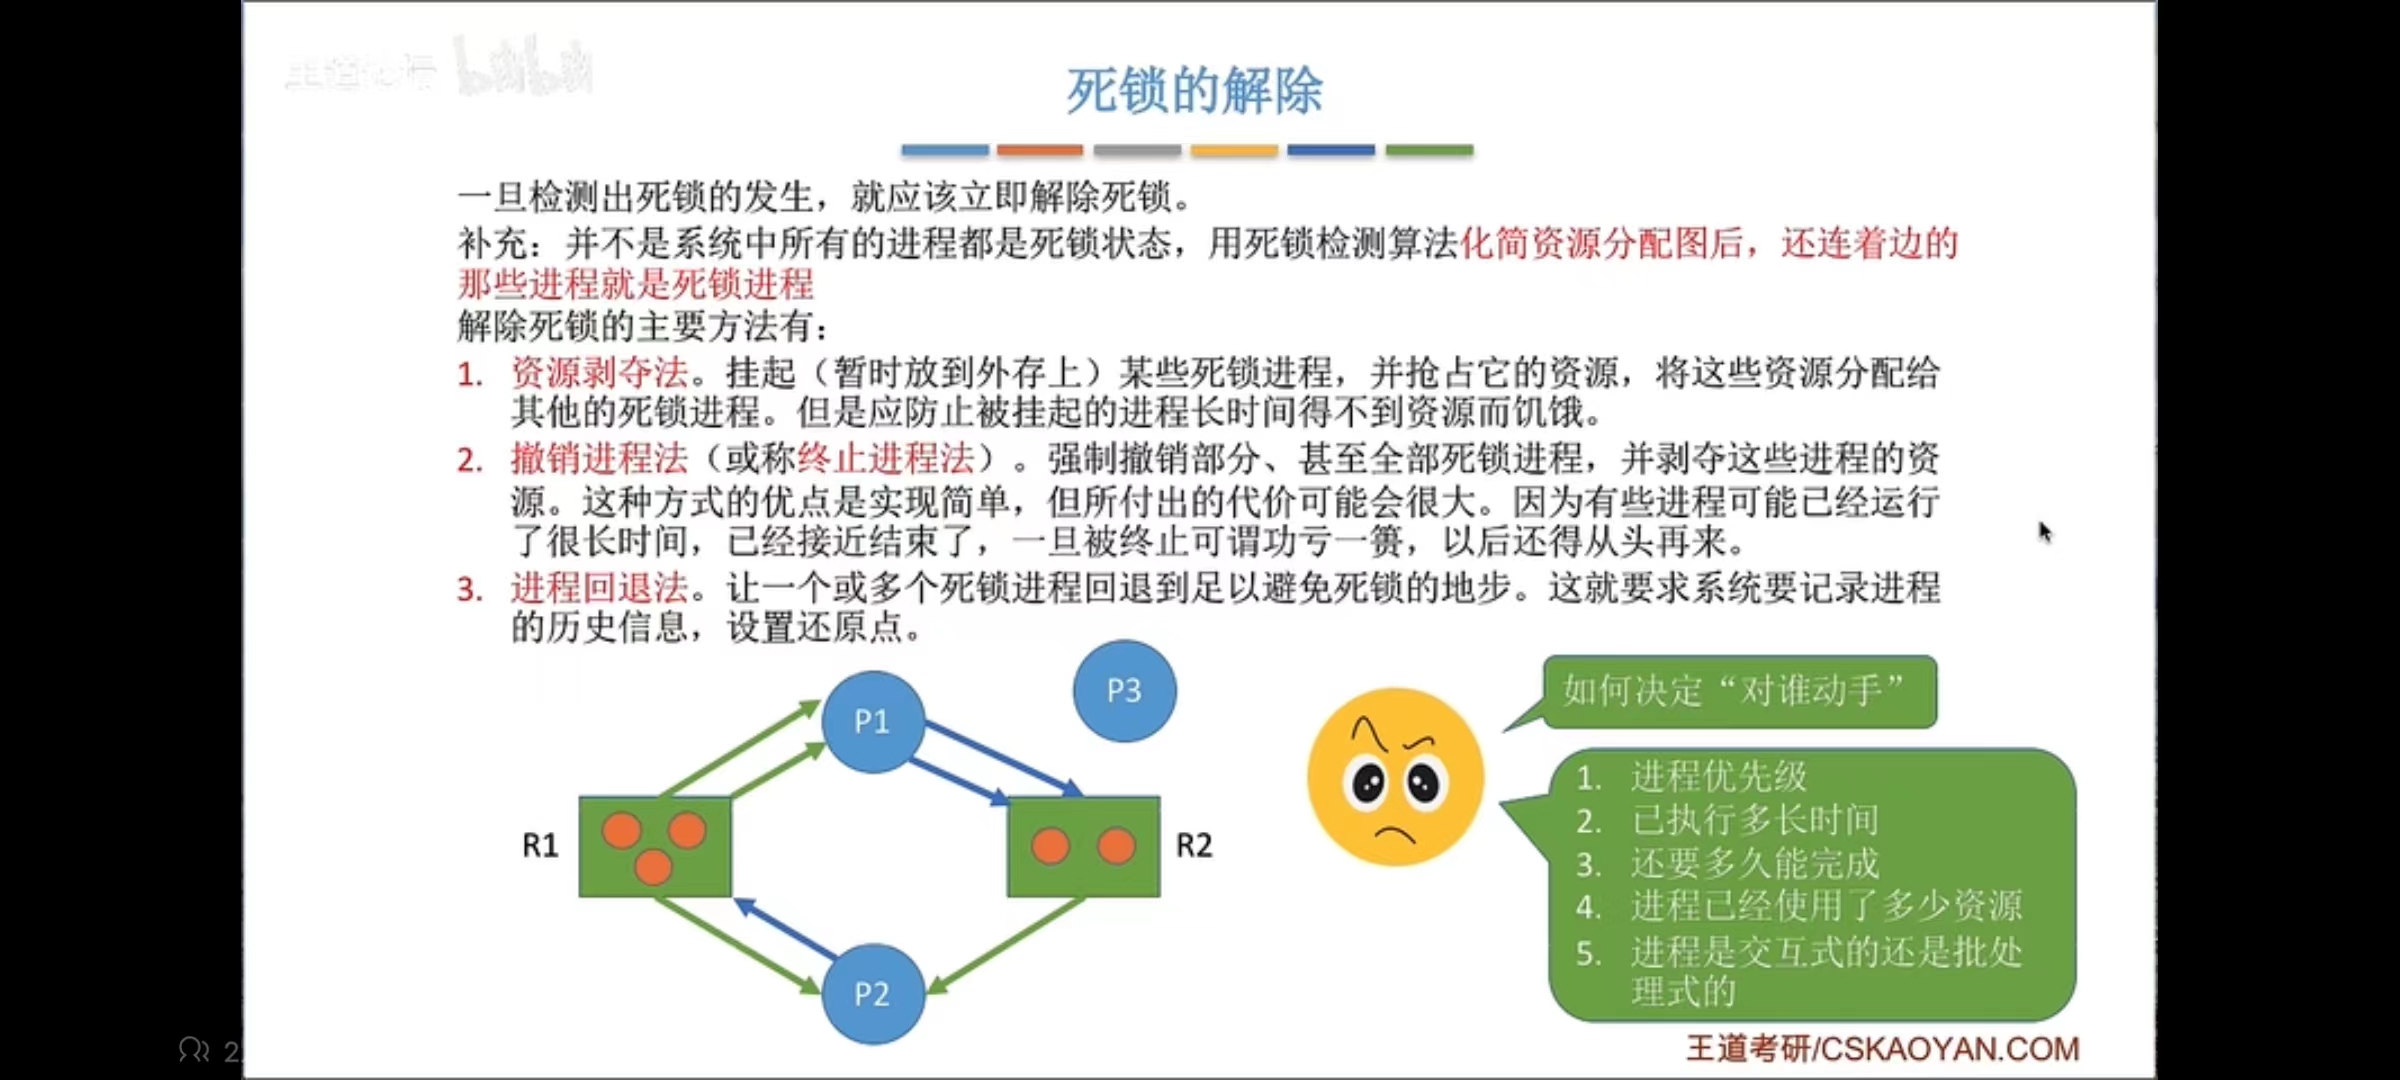 死锁的解除
一旦检测出死锁的发生，就应该立即解除死锁。
补充：并不是系统中所有的进程都是死锁状态，用死锁检测算法化简资源分配图后，还连着边的
那些进程就是死锁进程
解除死锁的主要方法有：
1. 资源剥夺法。挂起（暂时放到外存上）某些死锁进程，并抢占它的资源，将这些资源分配给
其他的死锁进程。但是应防止被挂起的进程长时间得不到资源而饥饿。
2. 撤销进程法（或称终止进程法）。强制撤销部分、甚至全部死锁进程，并剥夺这些进程的资
源。这种方式的优点是实现简单，但所付出的代价可能会很大。因为有些进程可能已经运行
了很长时间，已经接近结束了，一旦被终止可谓功亏一篑，以后还得从头再来。
3. 进程回退法。让一个或多个死锁进程回退到足以避免死锁的地步。这就要求系统要记录进程
的历史信息，设置还原点。
P1
P3
R1
R2
P2
如何决定“对谁动手”
1. 进程优先级
2. 已执行多长时间
3. 还要多久能完成
4. 进程已经使用了多少资源
5. 进程是交互式的还是批处
理式的
王道考研/CSKAOYAN.COM